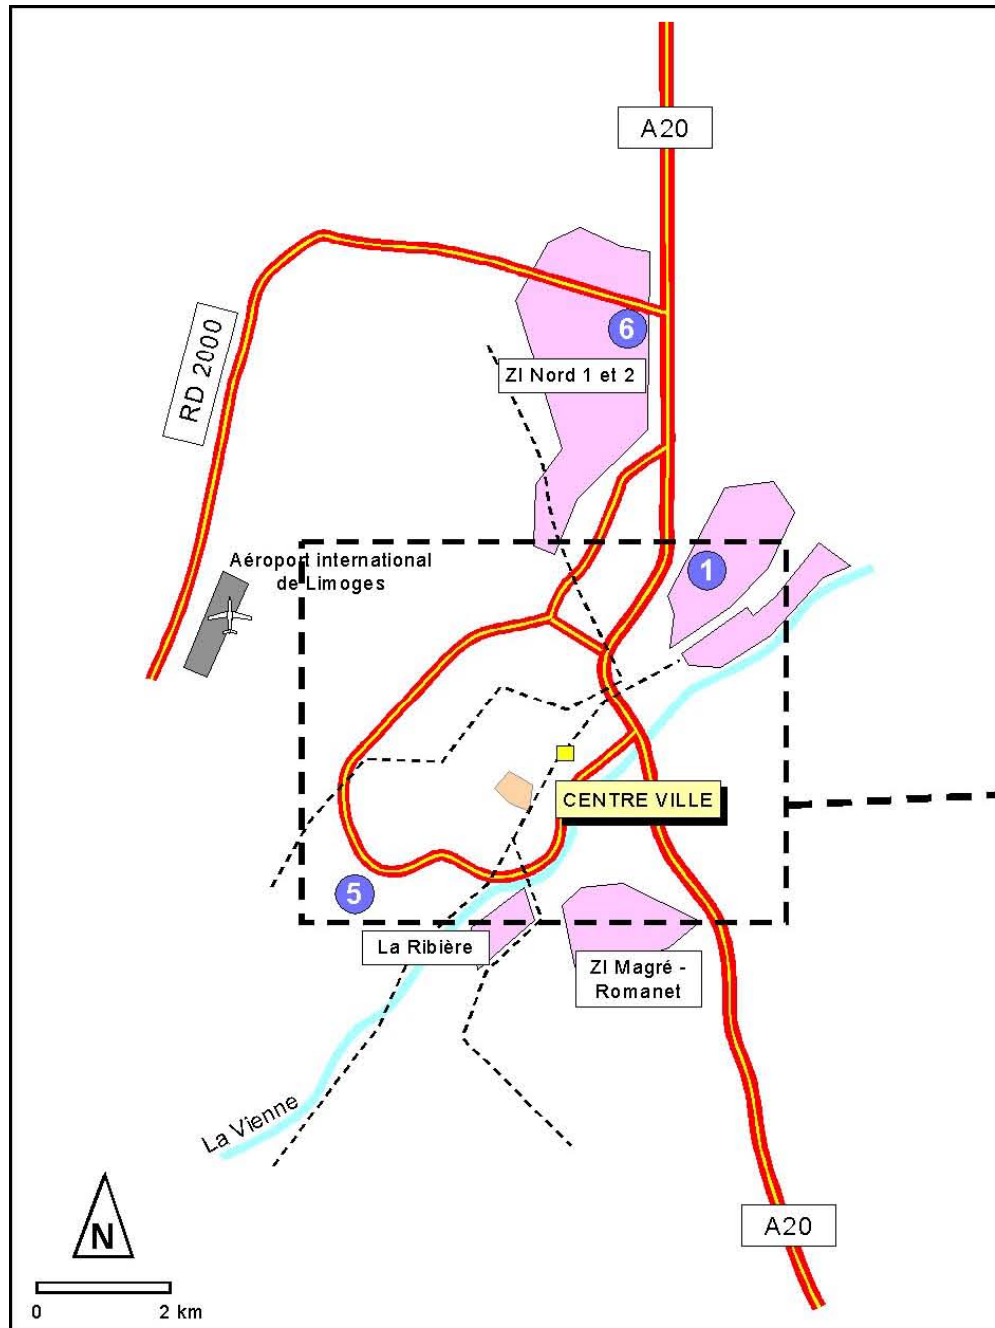 A20
6
RD 2000
ZI Nord 1 et 2
1
Aéroport international
de Limoges
CENTRE VILLE
5
La Ribière
ZI Magré -
Romanet
La Vienne
N
A20
0 2 km